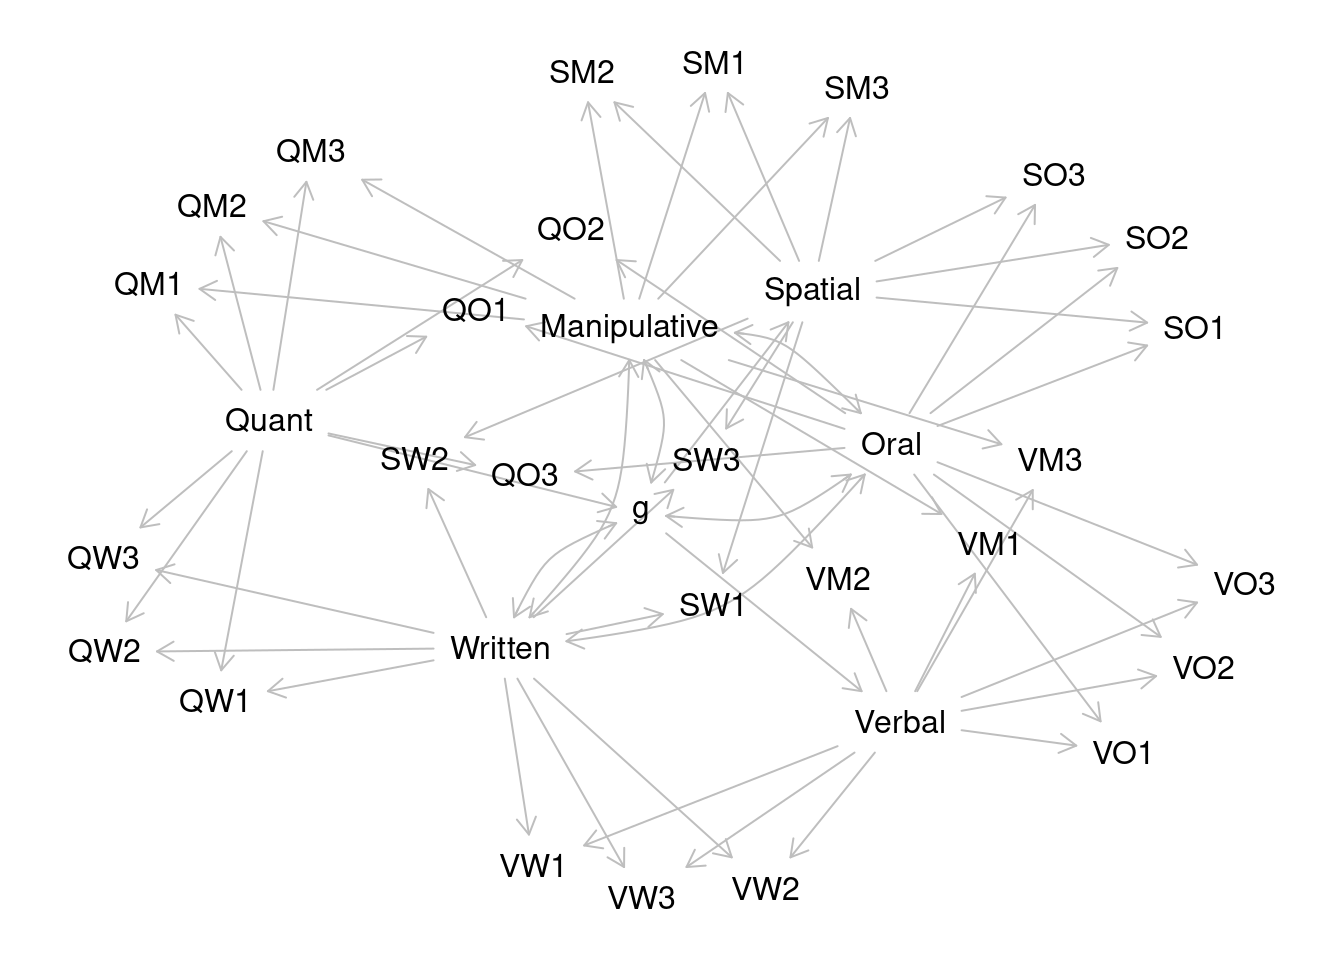 SM1
SM2
SM3
QM3
SO3
QM2
QO2
SO2
QM1
Spatial
QO1
Manipulative
SO1
Quant
Oral
SW2
SW3
VM3
QO3
g
VM1
QW3
VM2
VO3
SW1
Written
QW2
VO2
QW1
Verbal
VO1
VW1
VW2
VW3